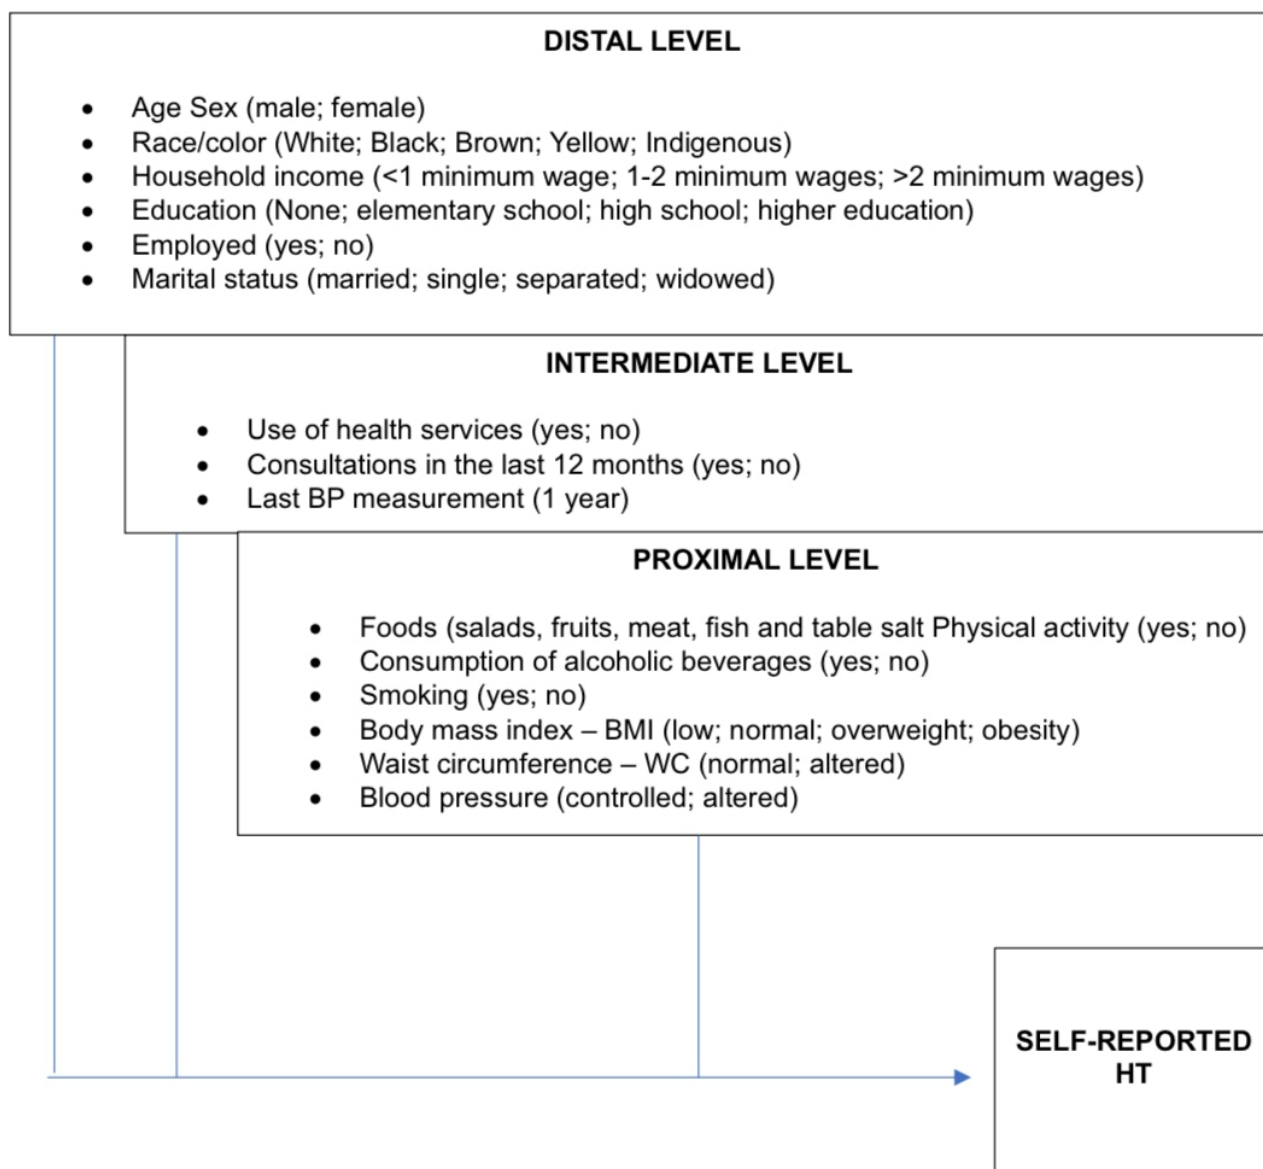 DISTAL LEVEL
• Age Sex (male; female)
• Race/color (White; Black; Brown; Yellow; Indigenous)
• Household income (<1 minimum wage; 1-2 minimum wages; >2 minimum wages)
• Education (None; elementary school; high school; higher education)
• Employed (yes; no)
• Marital status (married; single; separated; widowed)
INTERMEDIATE LEVEL
• Use of health services (yes; no)
• Consultations in the last 12 months (yes; no)
• Last BP measurement (1 year)
PROXIMAL LEVEL
• Foods (salads, fruits, meat, fish and table salt Physical activity (yes; no)
• Consumption of alcoholic beverages (yes; no)
• Smoking (yes; no)
• Body mass index – BMI (low; normal; overweight; obesity)
• Waist circumference – WC (normal; altered)
• Blood pressure (controlled; altered)
SELF-REPORTED
HT